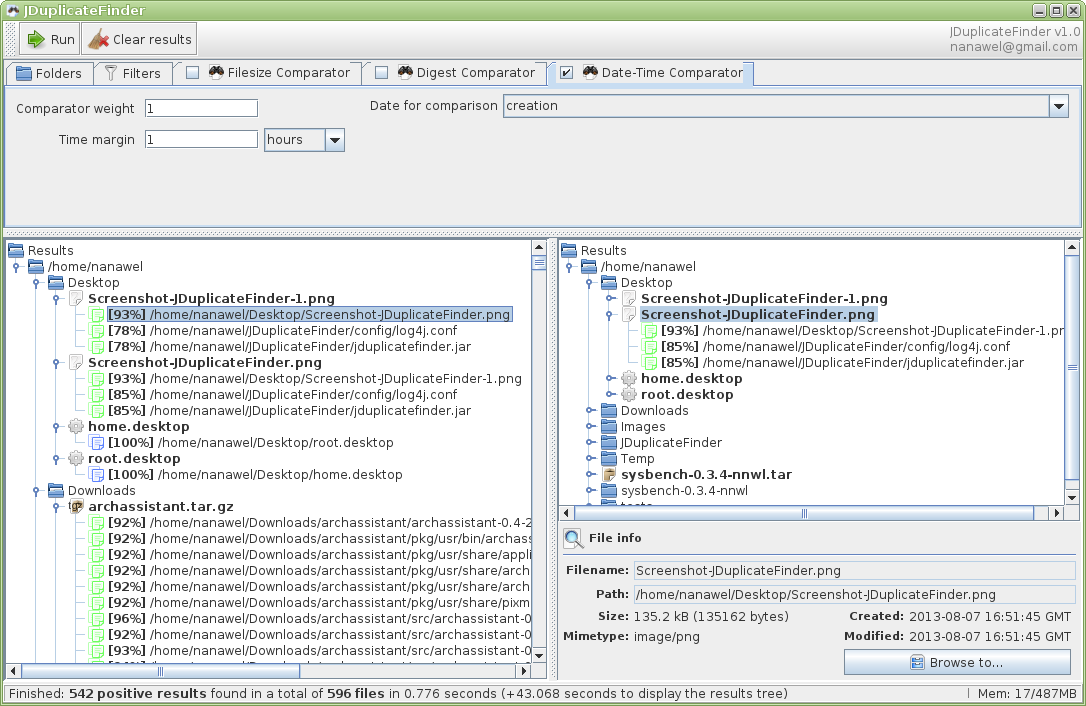 JDuplicateFinder
Run
Clear results
JDuplicateFinder v1.0
nanawel@gmail.com
Folders
Filters
Filesize Comparator
Digest Comparator
Date-Time Comparator
Comparator weight 1
Date for comparison creation
Time margin 1 hours
Results
/home/nanawel
Desktop
Screenshot-JDuplicateFinder-1.png
[93%] /home/nanawel/Desktop/Screenshot-JDuplicateFinder.png
[78%] /home/nanawel/JDuplicateFinder/config/log4j.conf
[78%] /home/nanawel/JDuplicateFinder/jduplicatefinder.jar
Screenshot-JDuplicateFinder.png
[93%] /home/nanawel/Desktop/Screenshot-JDuplicateFinder-1.png
[85%] /home/nanawel/JDuplicateFinder/config/log4j.conf
[85%] /home/nanawel/JDuplicateFinder/jduplicatefinder.jar
home.desktop
[100%] /home/nanawel/Desktop/root.desktop
root.desktop
[100%] /home/nanawel/Desktop/home.desktop
Downloads
archassistant.tar.gz
[92%] /home/nanawel/Downloads/archassistant/archassistant-0.4-2
[92%] /home/nanawel/Downloads/archassistant/pkg/usr/bin/archass
[92%] /home/nanawel/Downloads/archassistant/pkg/usr/share/appli
[92%] /home/nanawel/Downloads/archassistant/pkg/usr/share/arch
[92%] /home/nanawel/Downloads/archassistant/pkg/usr/share/arch
[92%] /home/nanawel/Downloads/archassistant/pkg/usr/share/pixm
[96%] /home/nanawel/Downloads/archassistant/src/archassistant-0
[92%] /home/nanawel/Downloads/archassistant/src/archassistant-0
[93%] /home/nanawel/Downloads/archassistant/src/archassistant-0
Results
/home/nanawel
Desktop
Screenshot-JDuplicateFinder-1.png
Screenshot-JDuplicateFinder.png
[93%] /home/nanawel/Desktop/Screenshot-JDuplicateFinder-1.pr
[85%] /home/nanawel/JDuplicateFinder/config/log4j.conf
[85%] /home/nanawel/JDuplicateFinder/jduplicatefinder.jar
home.desktop
root.desktop
Downloads
Images
JDuplicateFinder
Temp
sysbench-0.3.4-nnwl.tar
sysbench-0.3.4-nnwl
File info
Filename: Screenshot-JDuplicateFinder.png
Path: /home/nanawel/Desktop/Screenshot-JDuplicateFinder.png
Size: 135.2 kB (135162 bytes)
Created: 2013-08-07 16:51:45 GMT
Mimetype: image/png
Modified: 2013-08-07 16:51:45 GMT
Browse to...
Finished: 542 positive results found in a total of 596 files in 0.776 seconds (+43.068 seconds to display the results tree)
Mem: 17/487MB